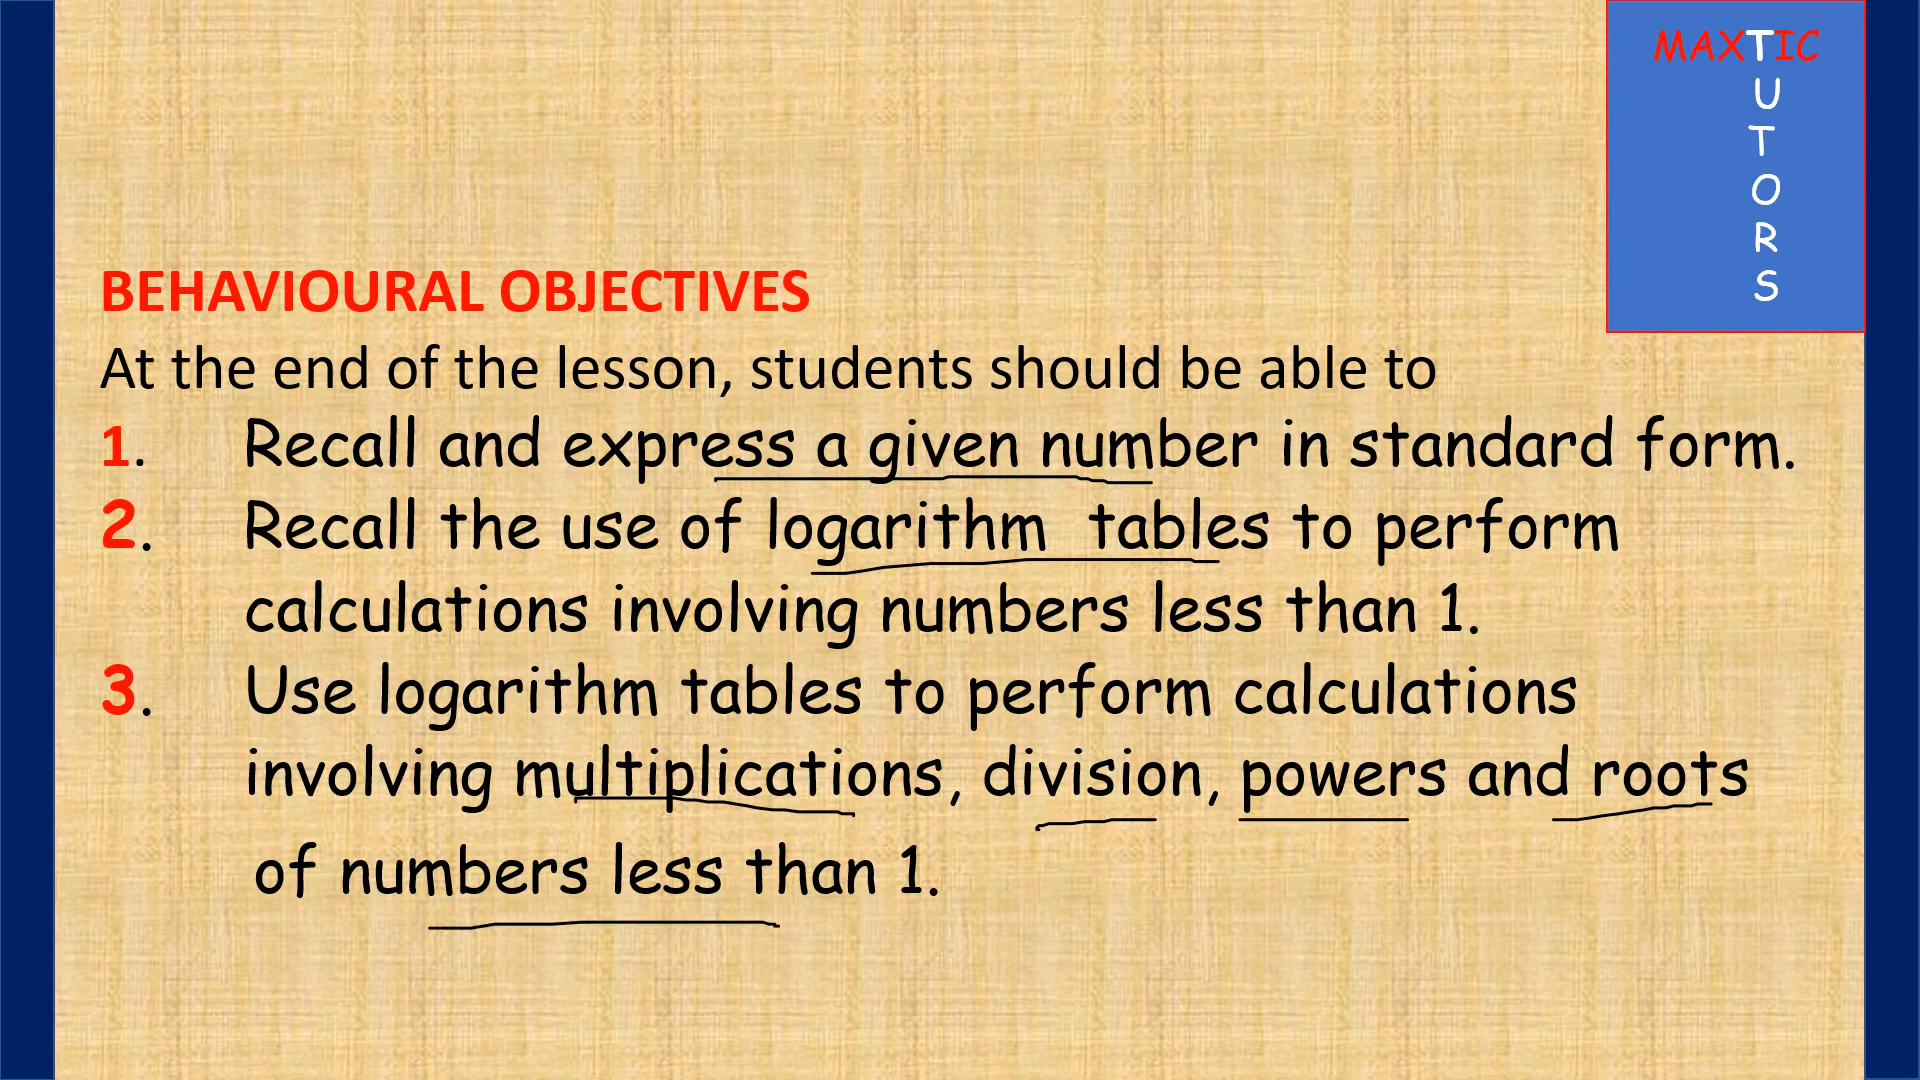 MAXTIC
U
T
O
R
S
BEHAVIOURAL OBJECTIVES
At the end of the lesson, students should be able to
1. Recall and express a given number in standard form.
2. Recall the use of logarithm tables to perform
calculations involving numbers less than 1.
3. Use logarithm tables to perform calculations
involving multiplications, division, powers and roots
of numbers less than 1.